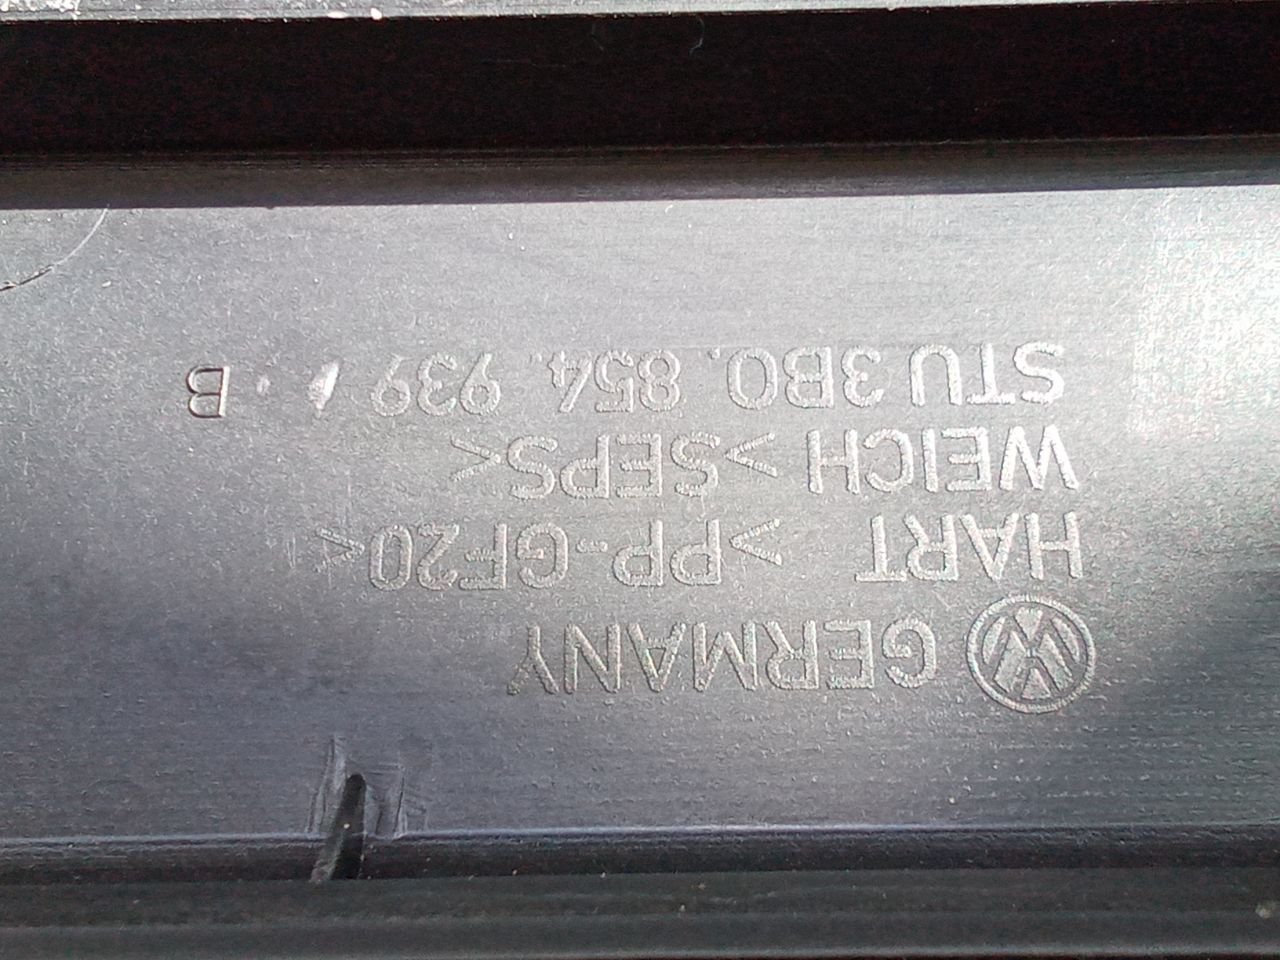 GERMANY
HART >PP-GF20<
WEICH >SEPS<
STU 3B0. 854. 939 . B